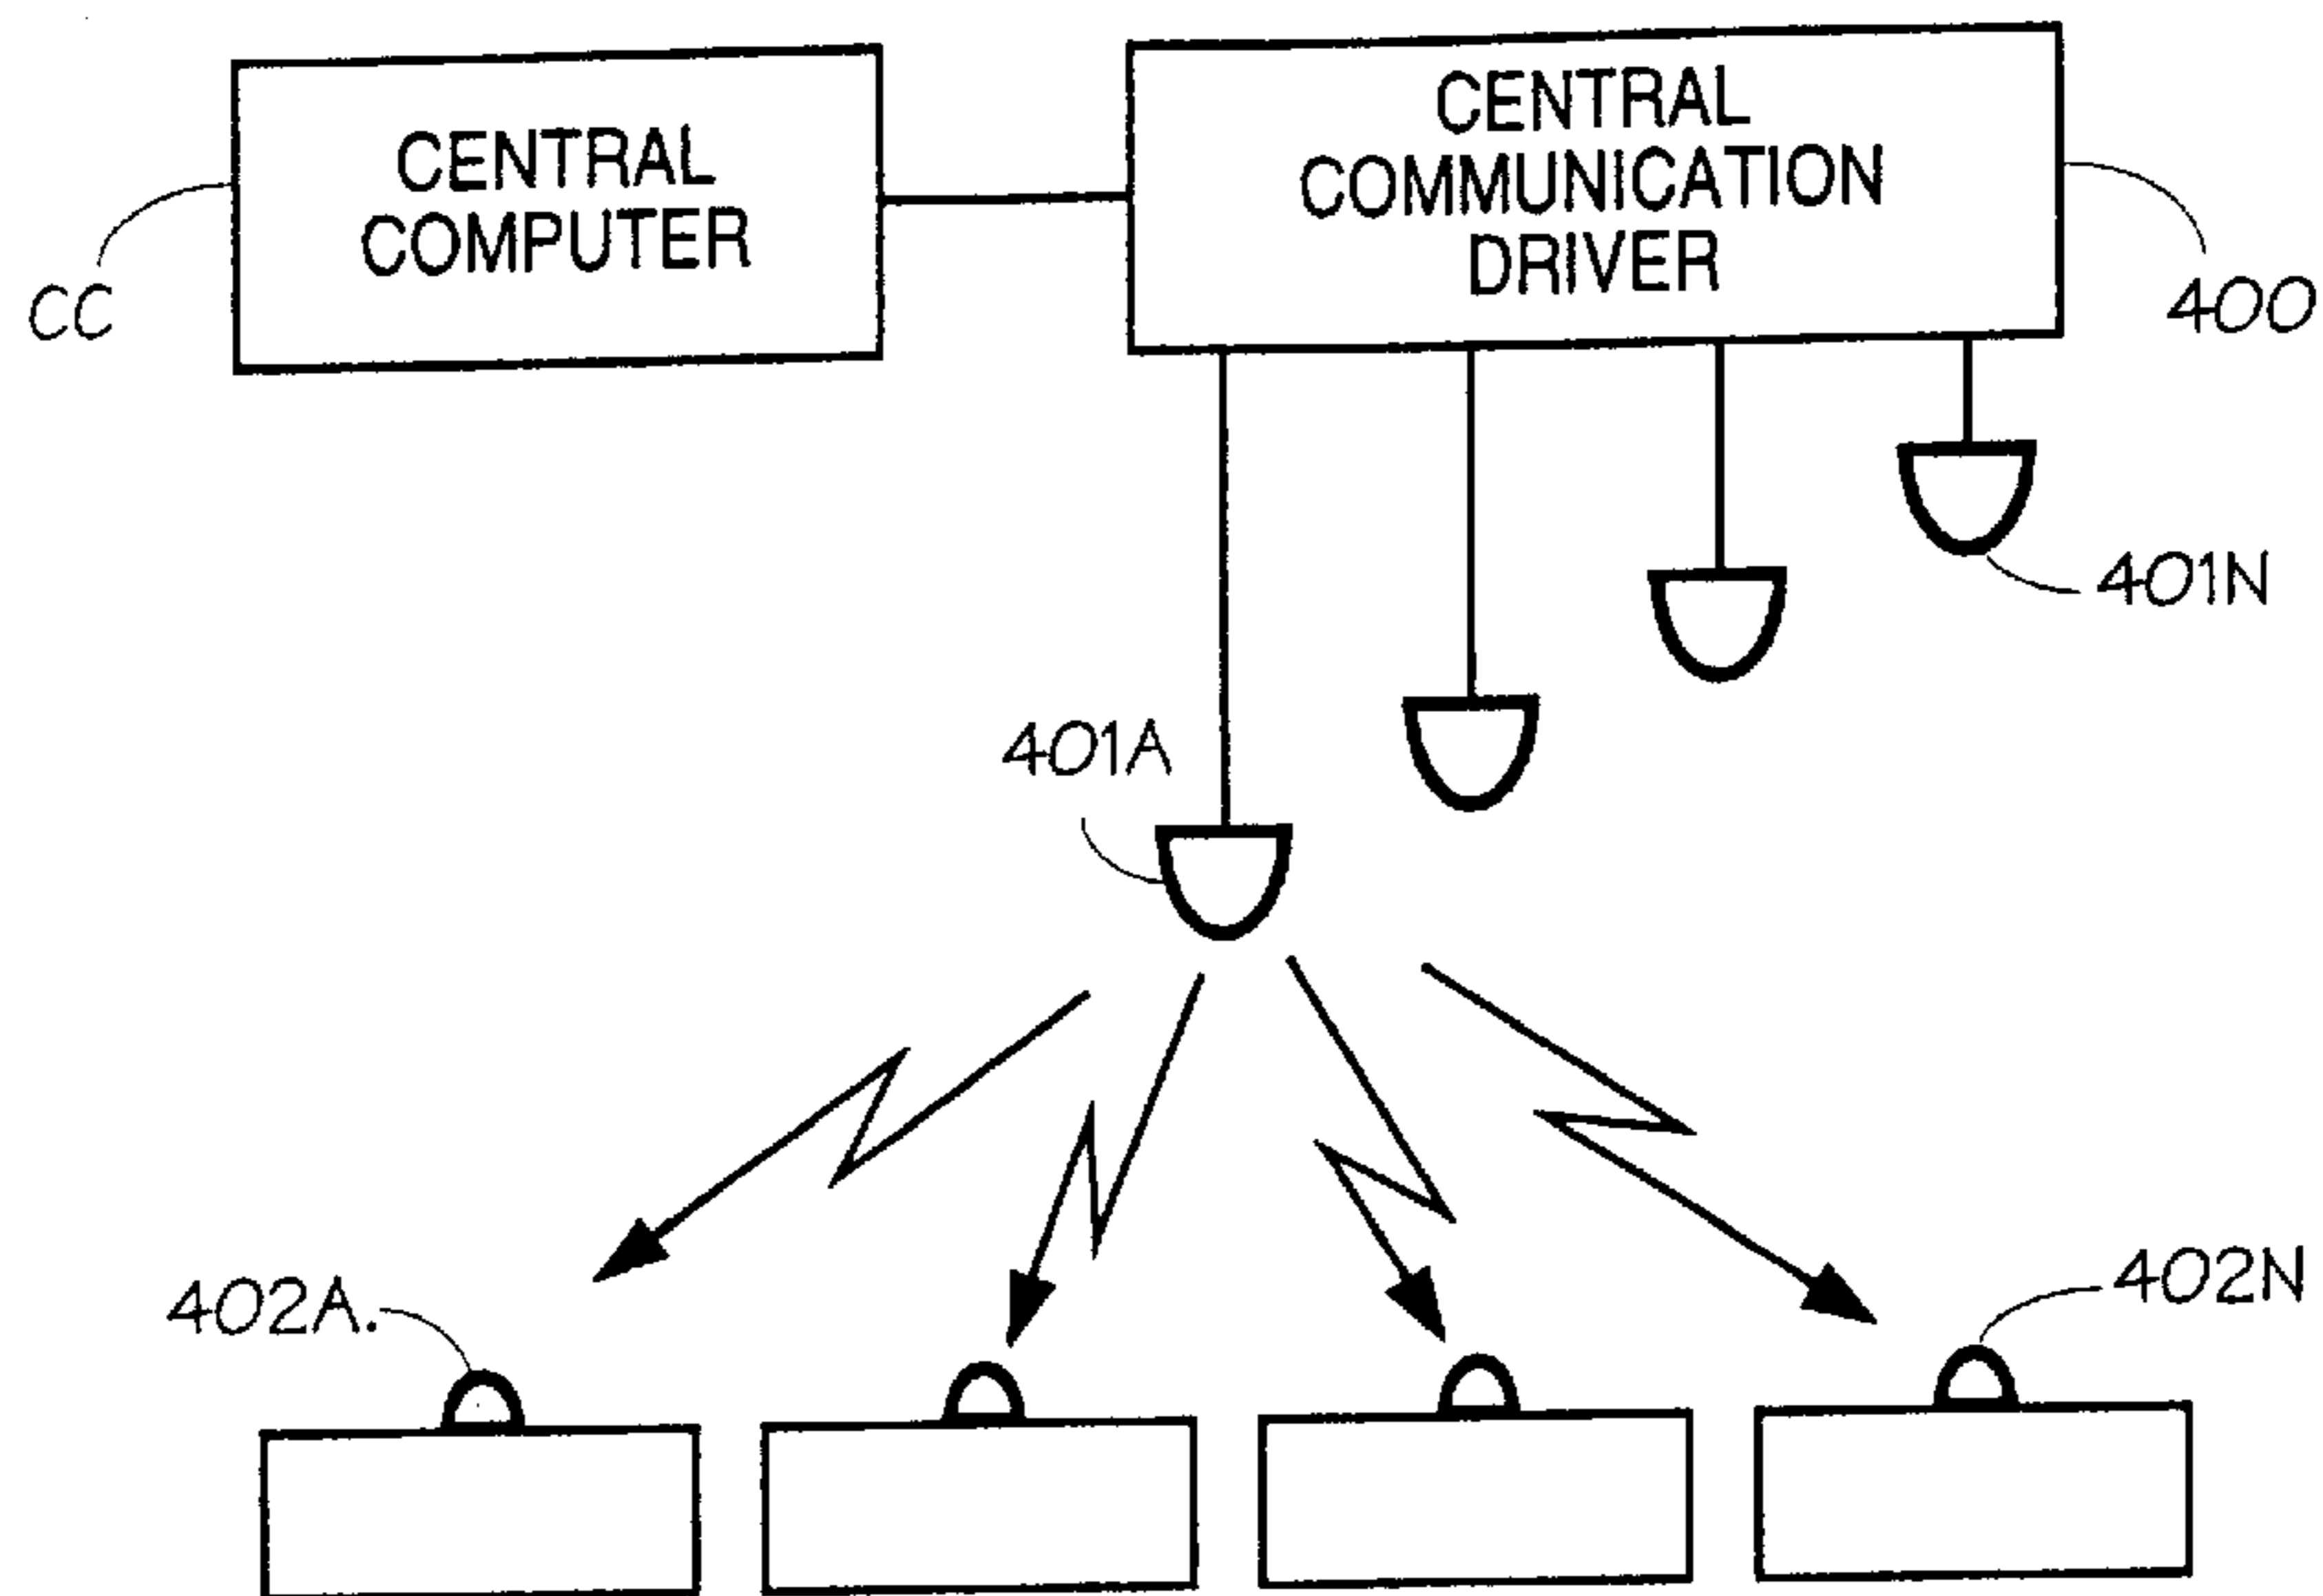 CENTRAL
COMPUTER
CENTRAL
COMMUNICATION
DRIVER
CC
400
401N
401A
402A.
402N